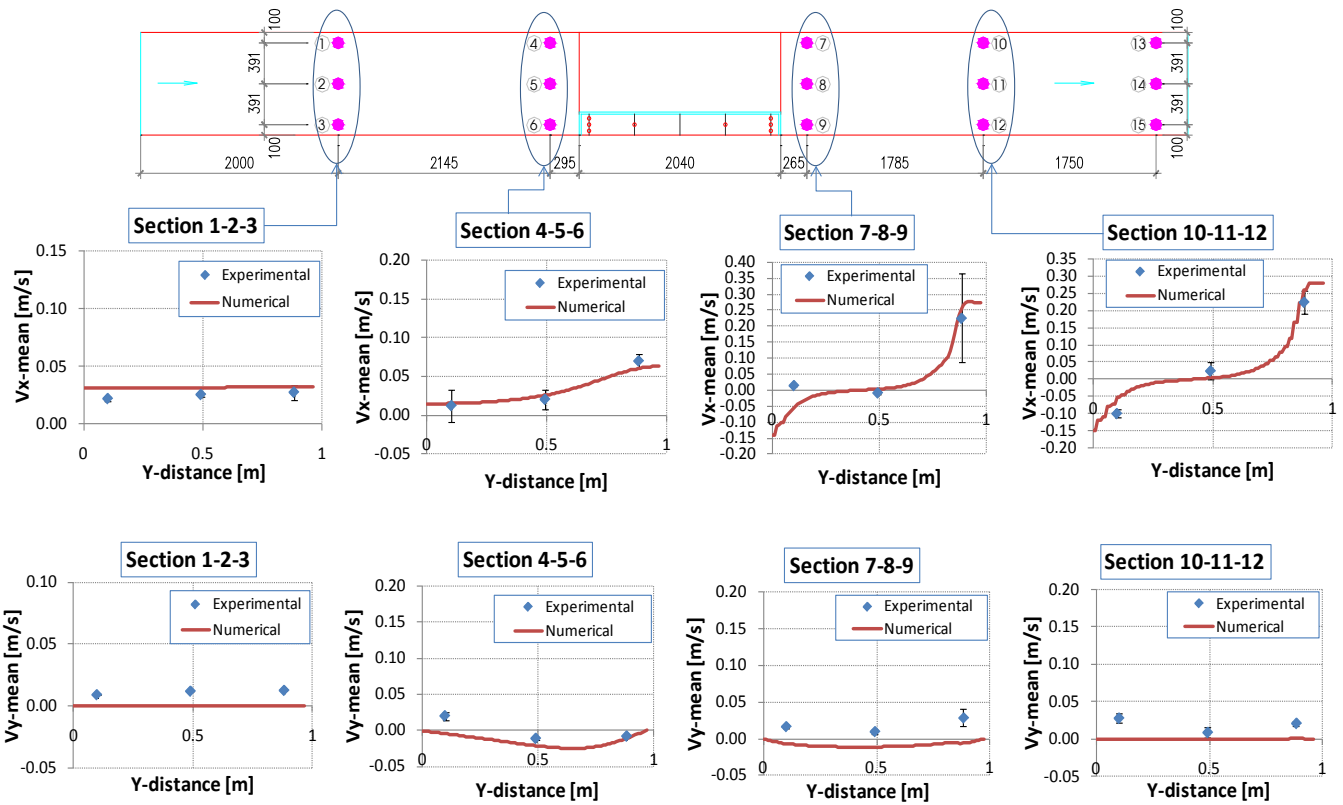 100
391
391
100
1
2
3
4
5
6
7
8
9
10
11
12
13
14
15
100
391
391
100
2000
2145
295
2040
265
1785
1750
Section 1-2-3
Section 4-5-6
Section 7-8-9
Section 10-11-12
Vx-mean [m/s]
0.15
0.10
0.05
0.00
0
0.5
1
Y-distance [m]
Experimental
Numerical
Vx-mean [m/s]
0.20
0.15
0.10
0.05
0.00
-0.05
0
0.5
1
Y-distance [m]
Experimental
Numerical
Vx-mean [m/s]
0.40
0.35
0.30
0.25
0.20
0.15
0.10
0.05
0.00
-0.05
-0.10
-0.15
-0.20
0
0.5
1
Y-distance [m]
Experimental
Numerical
Vx-mean [m/s]
0.35
0.30
0.25
0.20
0.15
0.10
0.05
0.00
-0.05
-0.10
-0.15
-0.20
0
0.5
1
Y-distance [m]
Experimental
Numerical
Section 1-2-3
Section 4-5-6
Section 7-8-9
Section 10-11-12
Vy-mean [m/s]
0.10
0.05
0.00
-0.05
0
0.5
1
Y-distance [m]
Experimental
Numerical
Vy-mean [m/s]
0.20
0.15
0.10
0.05
0.00
-0.05
0
0.5
1
Y-distance [m]
Experimental
Numerical
Vy-mean [m/s]
0.20
0.15
0.10
0.05
0.00
-0.05
0
0.5
1
Y-distance [m]
Experimental
Numerical
Vy-mean [m/s]
0.20
0.15
0.10
0.05
0.00
-0.05
0
0.5
1
Y-distance [m]
Experimental
Numerical